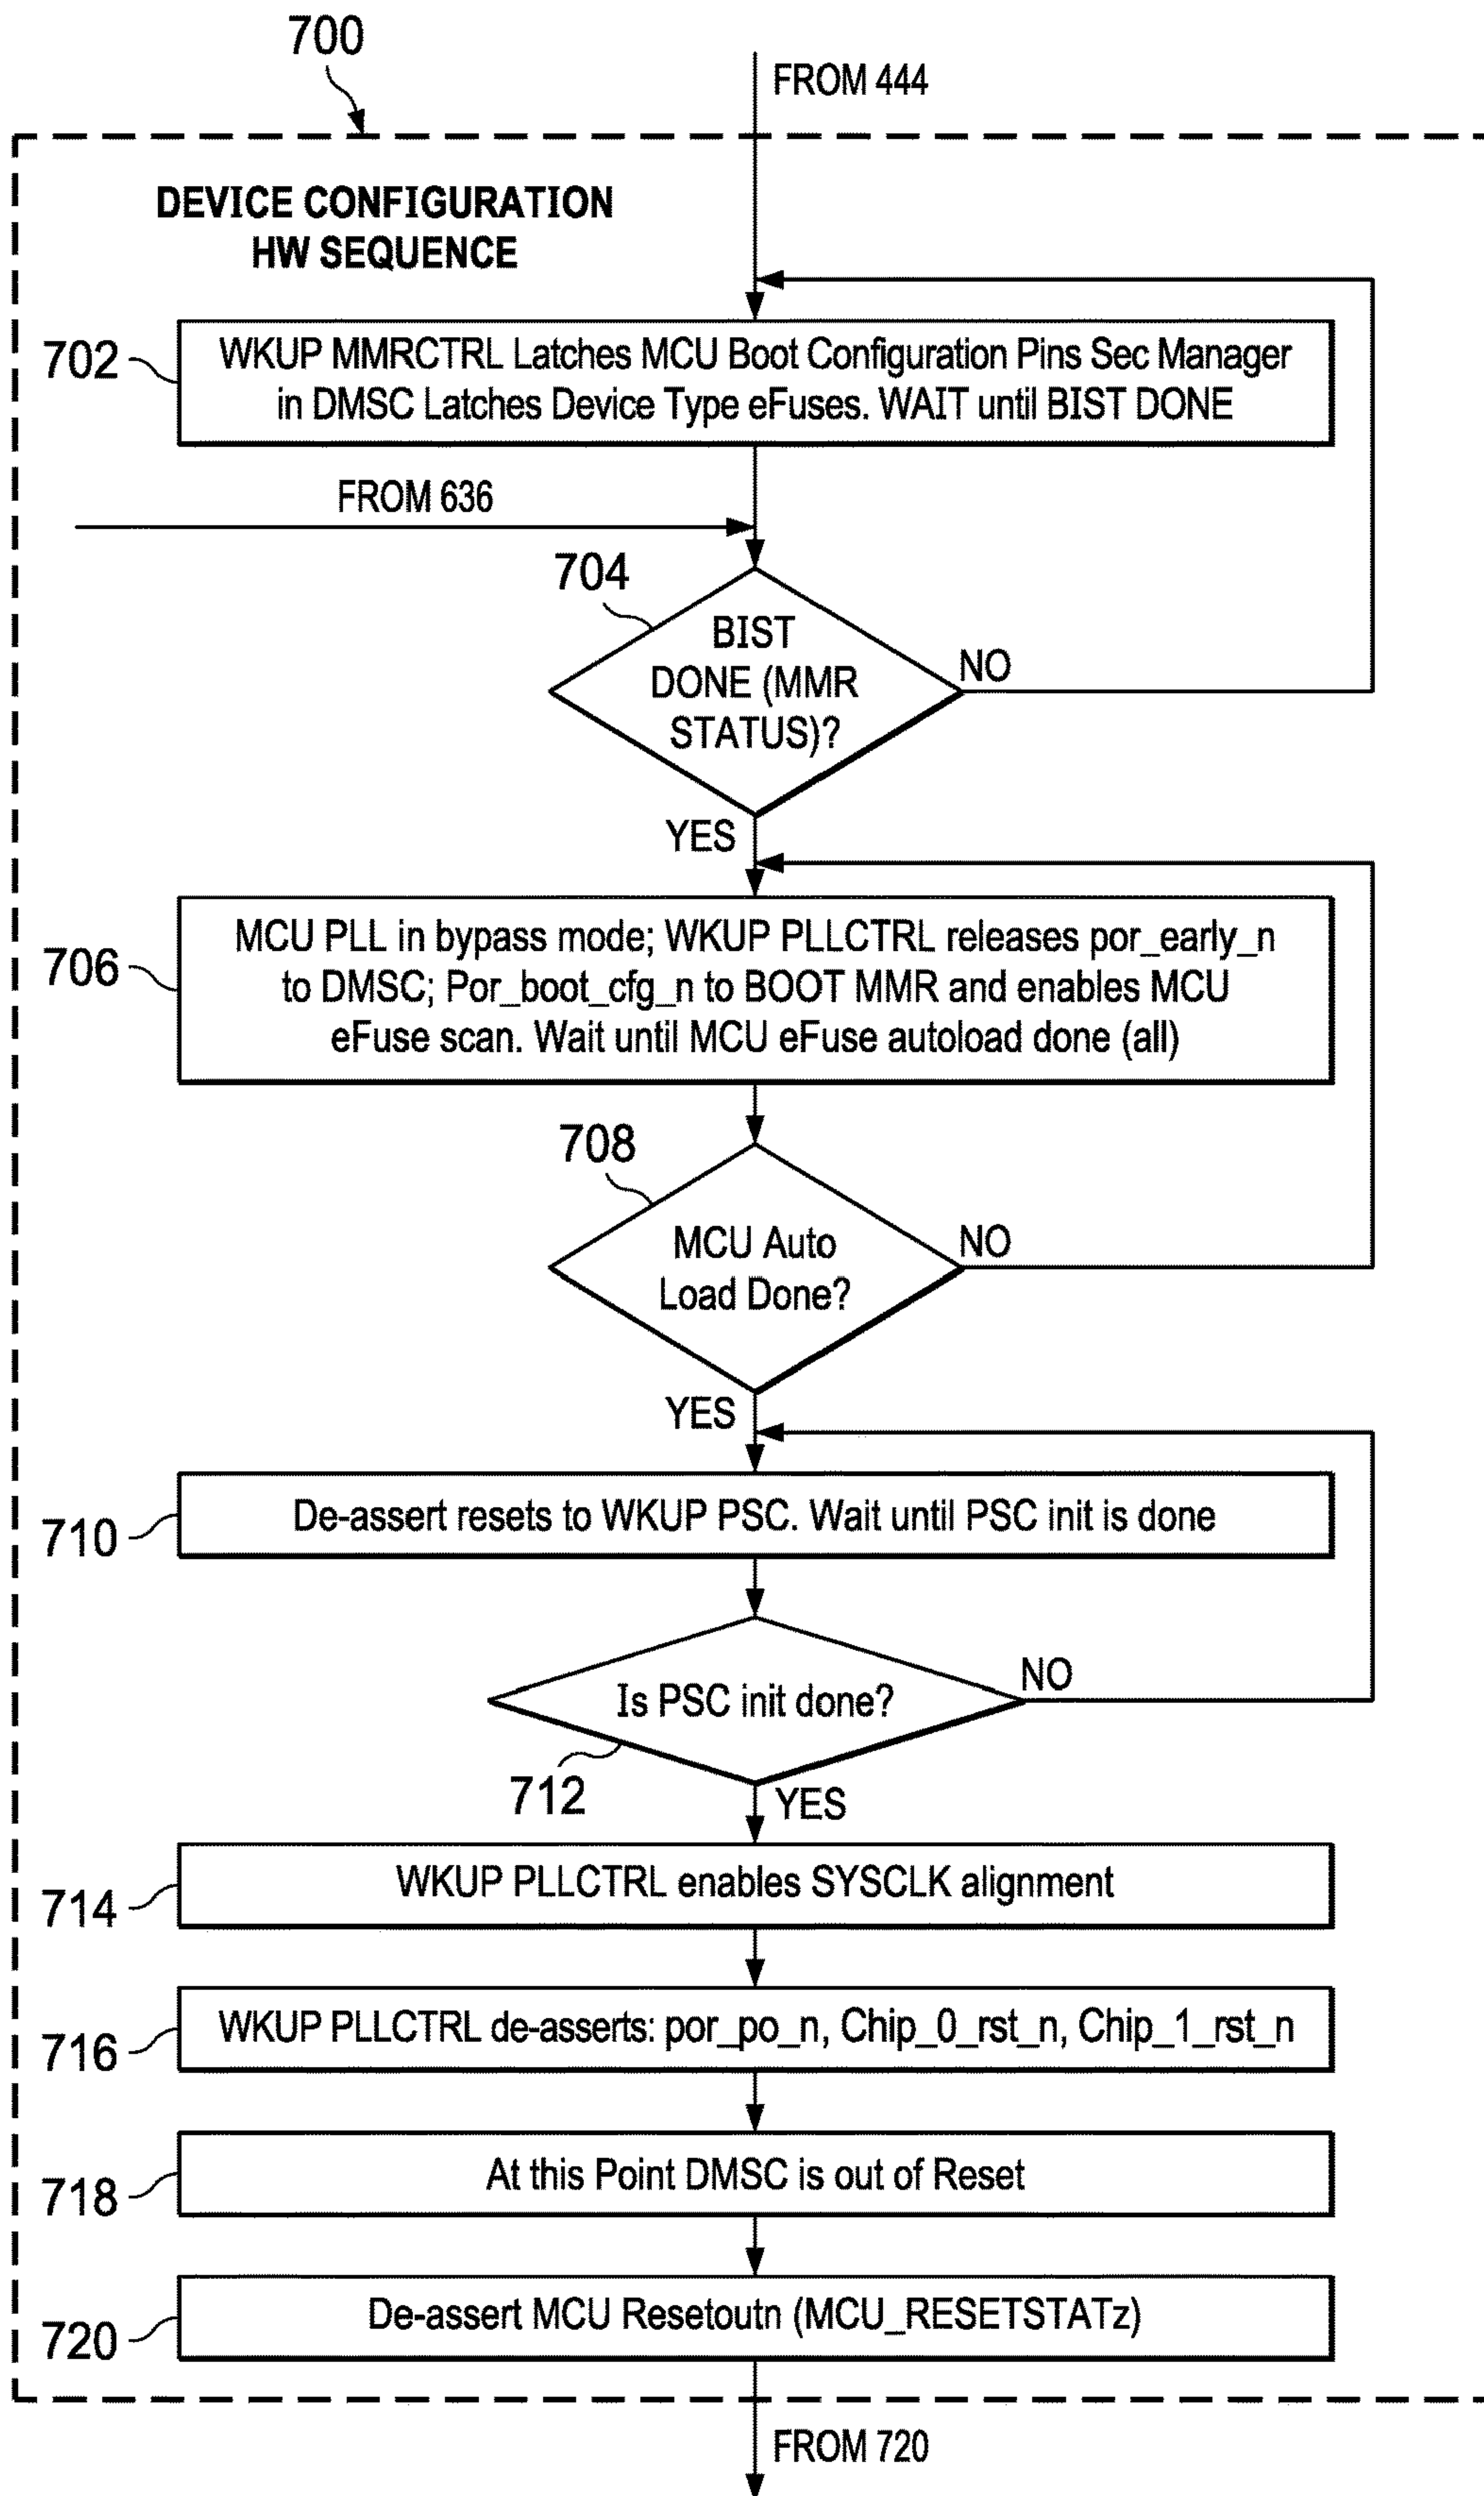 700
FROM 444
DEVICE CONFIGURATION
HW SEQUENCE
702
WKUP MMRCTRL Latches MCU Boot Configuration Pins Sec Manager
in DMSC Latches Device Type eFuses. WAIT until BIST DONE
FROM 636
704
BIST
DONE (MMR
STATUS)?
NO
YES
706
MCU PLL in bypass mode; WKUP PLLCTRL releases por_early_n
to DMSC; Por_boot_cfg_n to BOOT MMR and enables MCU
eFuse scan. Wait until MCU eFuse autoload done (all)
708
MCU Auto
Load Done?
NO
YES
710
De-assert resets to WKUP PSC. Wait until PSC init is done
Is PSC init done?
NO
712
YES
714
WKUP PLLCTRL enables SYSCLK alignment
716
WKUP PLLCTRL de-asserts: por_po_n, Chip_0_rst_n, Chip_1_rst_n
718
At this Point DMSC is out of Reset
720
De-assert MCU Resetoutn (MCU_RESETSTATz)
FROM 720